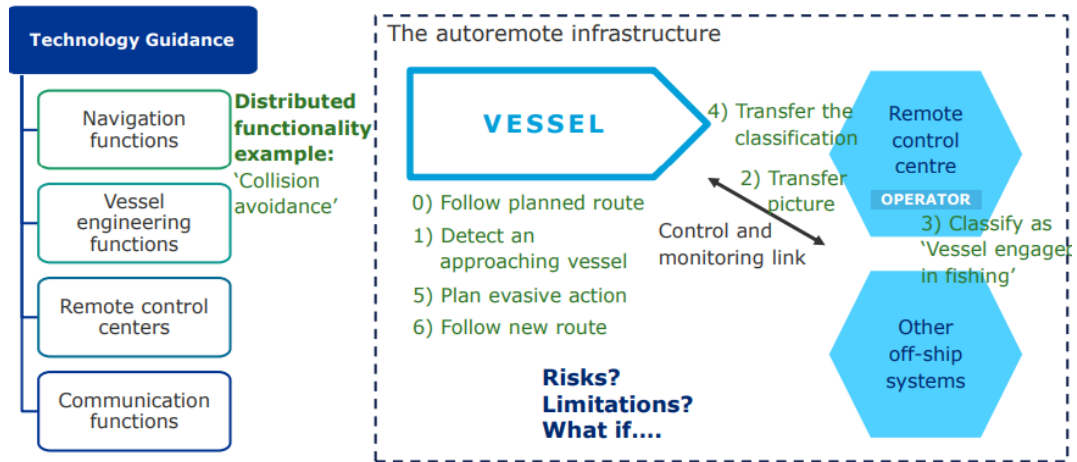 Technology Guidance
Navigation
functions
Vessel
engineering
functions
Remote control
centers
Communication
functions
Distributed
functionality
example:
‘Collision
avoidance’
The autoremote infrastructure
VESSEL
0) Follow planned route
1) Detect an
approaching vessel
5) Plan evasive action
6) Follow new route
4) Transfer the
classification
2) Transfer
picture
Control and
monitoring link
Remote
control
centre
OPERATOR
3) Classify as
‘Vessel engaged
in fishing’
Other
off-ship
systems
Risks?
Limitations?
What if....